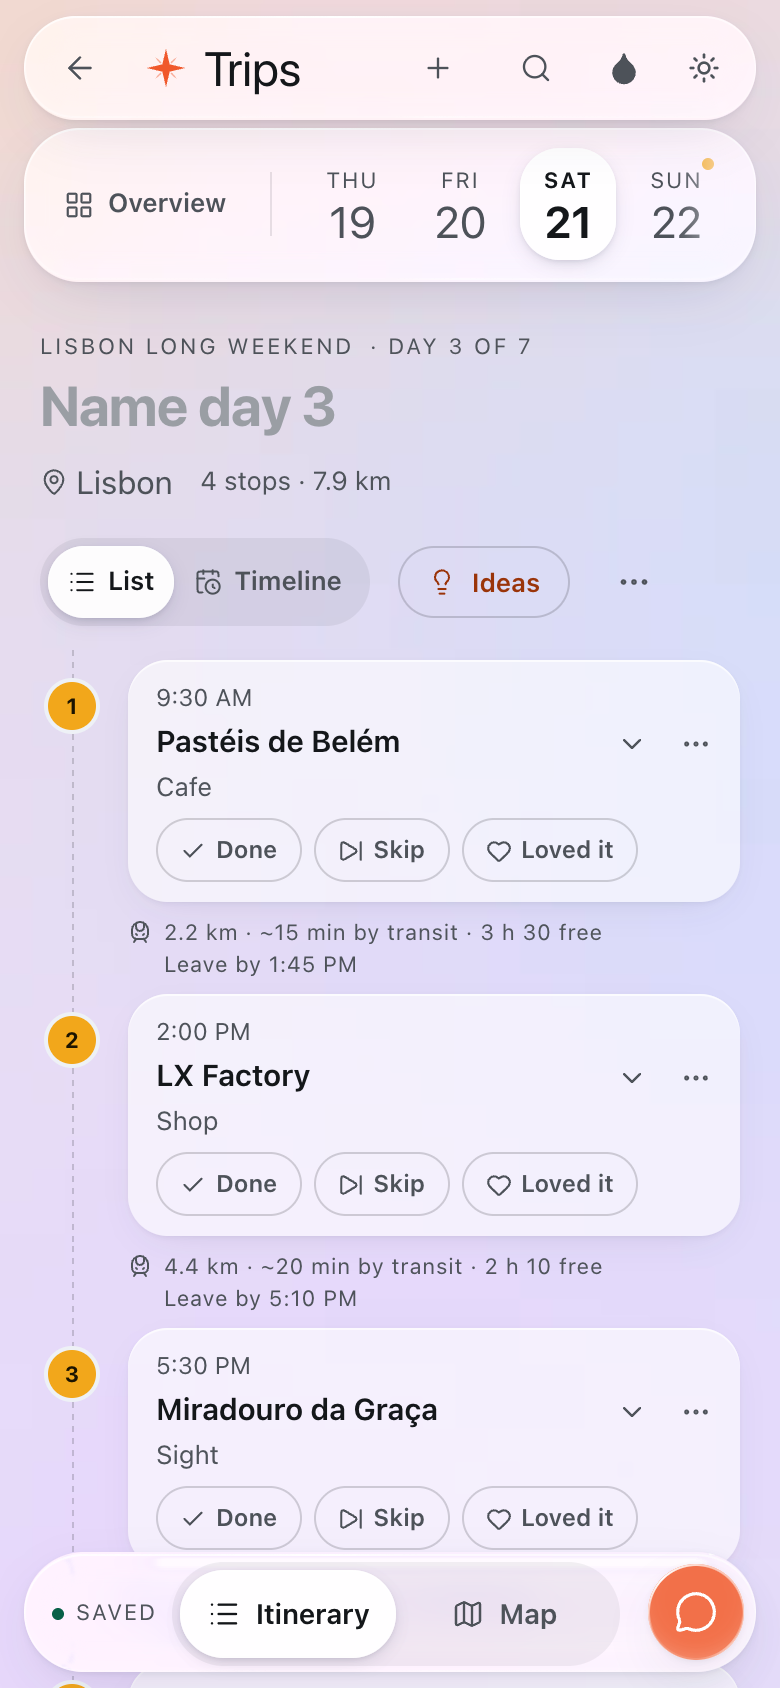 Trips
Overview
THU
19
FRI
20
SAT
21
SUN
22
LISBON LONG WEEKEND · DAY 3 OF 7
Name day 3
Lisbon 4 stops · 7.9 km
List Timeline Ideas
1
9:30 AM
Pastéis de Belém
Cafe
Done Skip Loved it
2.2 km · ~15 min by transit · 3 h 30 free
Leave by 1:45 PM
2
2:00 PM
LX Factory
Shop
Done Skip Loved it
4.4 km · ~20 min by transit · 2 h 10 free
Leave by 5:10 PM
3
5:30 PM
Miradouro da Graça
Sight
Done Skip Loved it
SAVED Itinerary Map